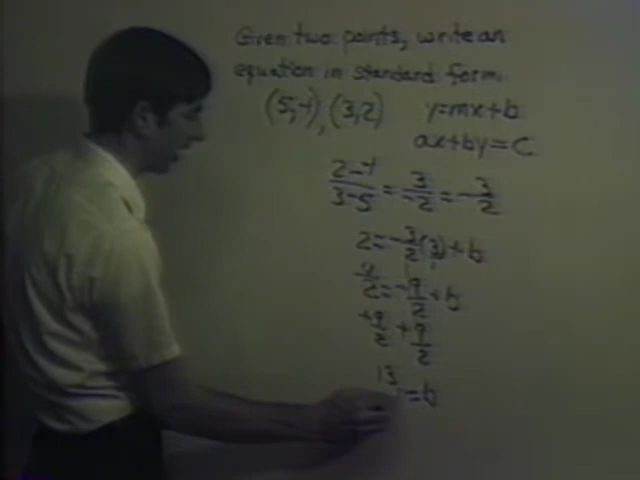 Given two points, write an
equation in standard form.
(5,-1), (3,2) y=mx+b
ax+by=C
2--1/3-5 = 3/-2 = -3/2
2=-3/2(3/1)+b
4/2=-9/2+b
+9/2 +9/2
13 =b